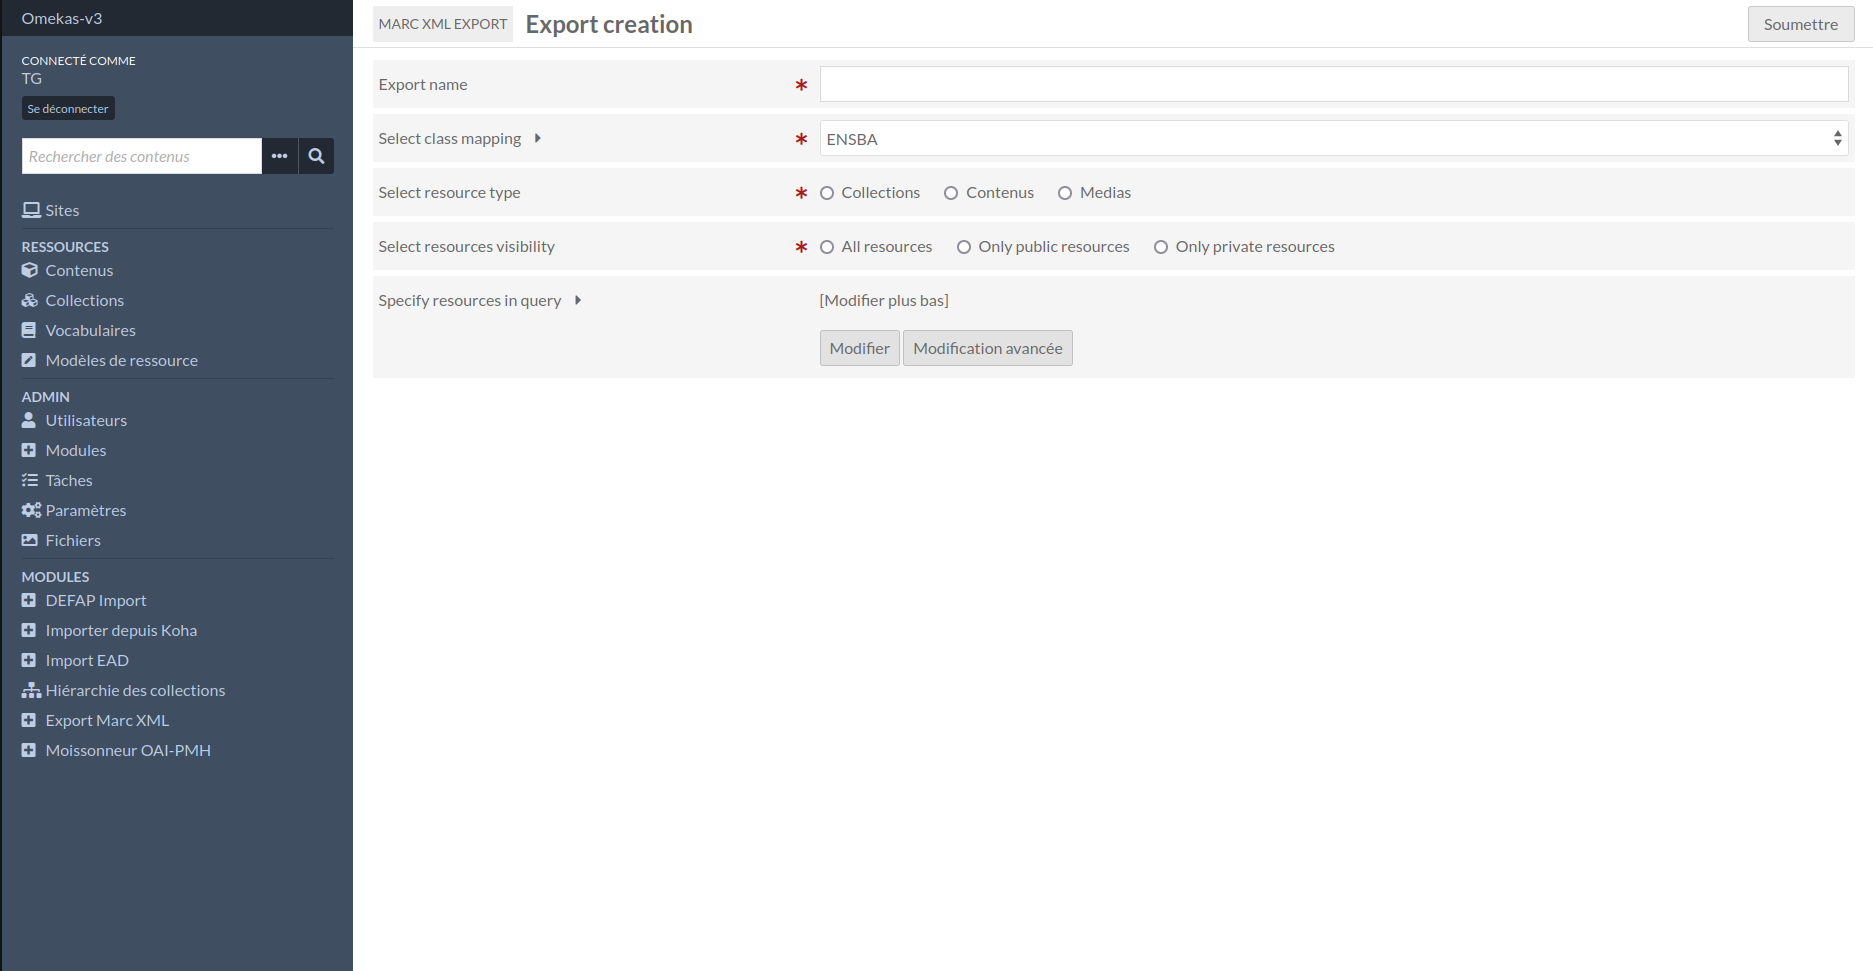 Omekas-v3
CONNECTÉ COMME
TG
Se déconnecter
Rechercher des contenus
Sites
RESSOURCES
Contenus
Collections
Vocabulaires
Modèles de ressource
ADMIN
Utilisateurs
Modules
Tâches
Paramètres
Fichiers
MODULES
DEFAP Import
Importer depuis Koha
Import EAD
Hiérarchie des collections
Export Marc XML
Moissonneur OAI-PMH
MARC XML EXPORT Export creation Soumettre
Export name *
Select class mapping * ENSBA
Select resource type * Collections Contenus Medias
Select resources visibility * All resources Only public resources Only private resources
Specify resources in query [Modifier plus bas]
Modifier Modification avancée